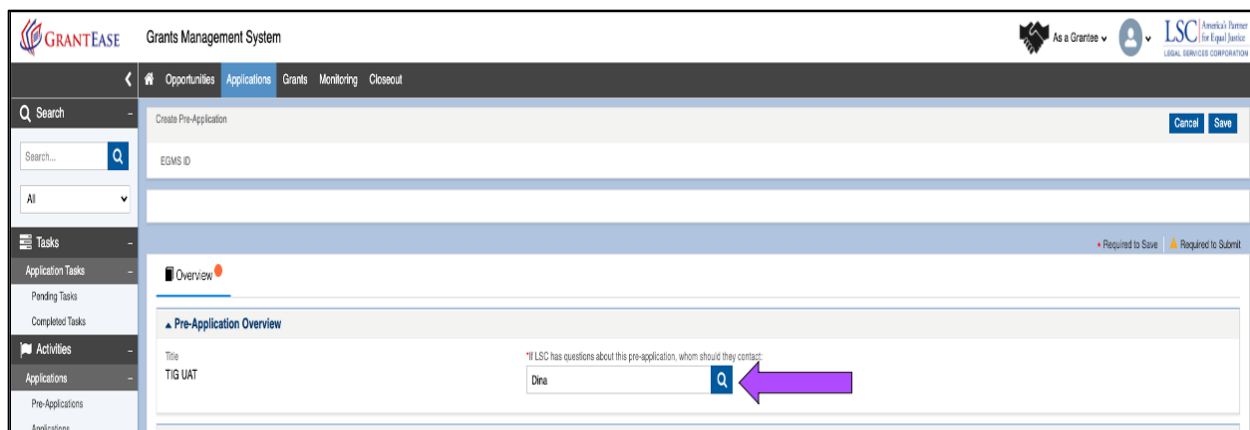 GRANTEASE
Grants Management System
As a Grantee
LSC America's Partner for Equal Justice
LEGAL SERVICES CORPORATION
Opportunities Applications Grants Monitoring Closeout
Search
Create Pre-Application
Cancel Save
Search...
EGMS ID
All
Tasks
• Required to Save Required to Submit
Application Tasks
Overview
Pending Tasks
Completed Tasks
Pre-Application Overview
Activities
Title
*If LSC has questions about this pre-application, whom should they contact:
TIG UAT
Dina
Applications
Pre-Applications
Applications